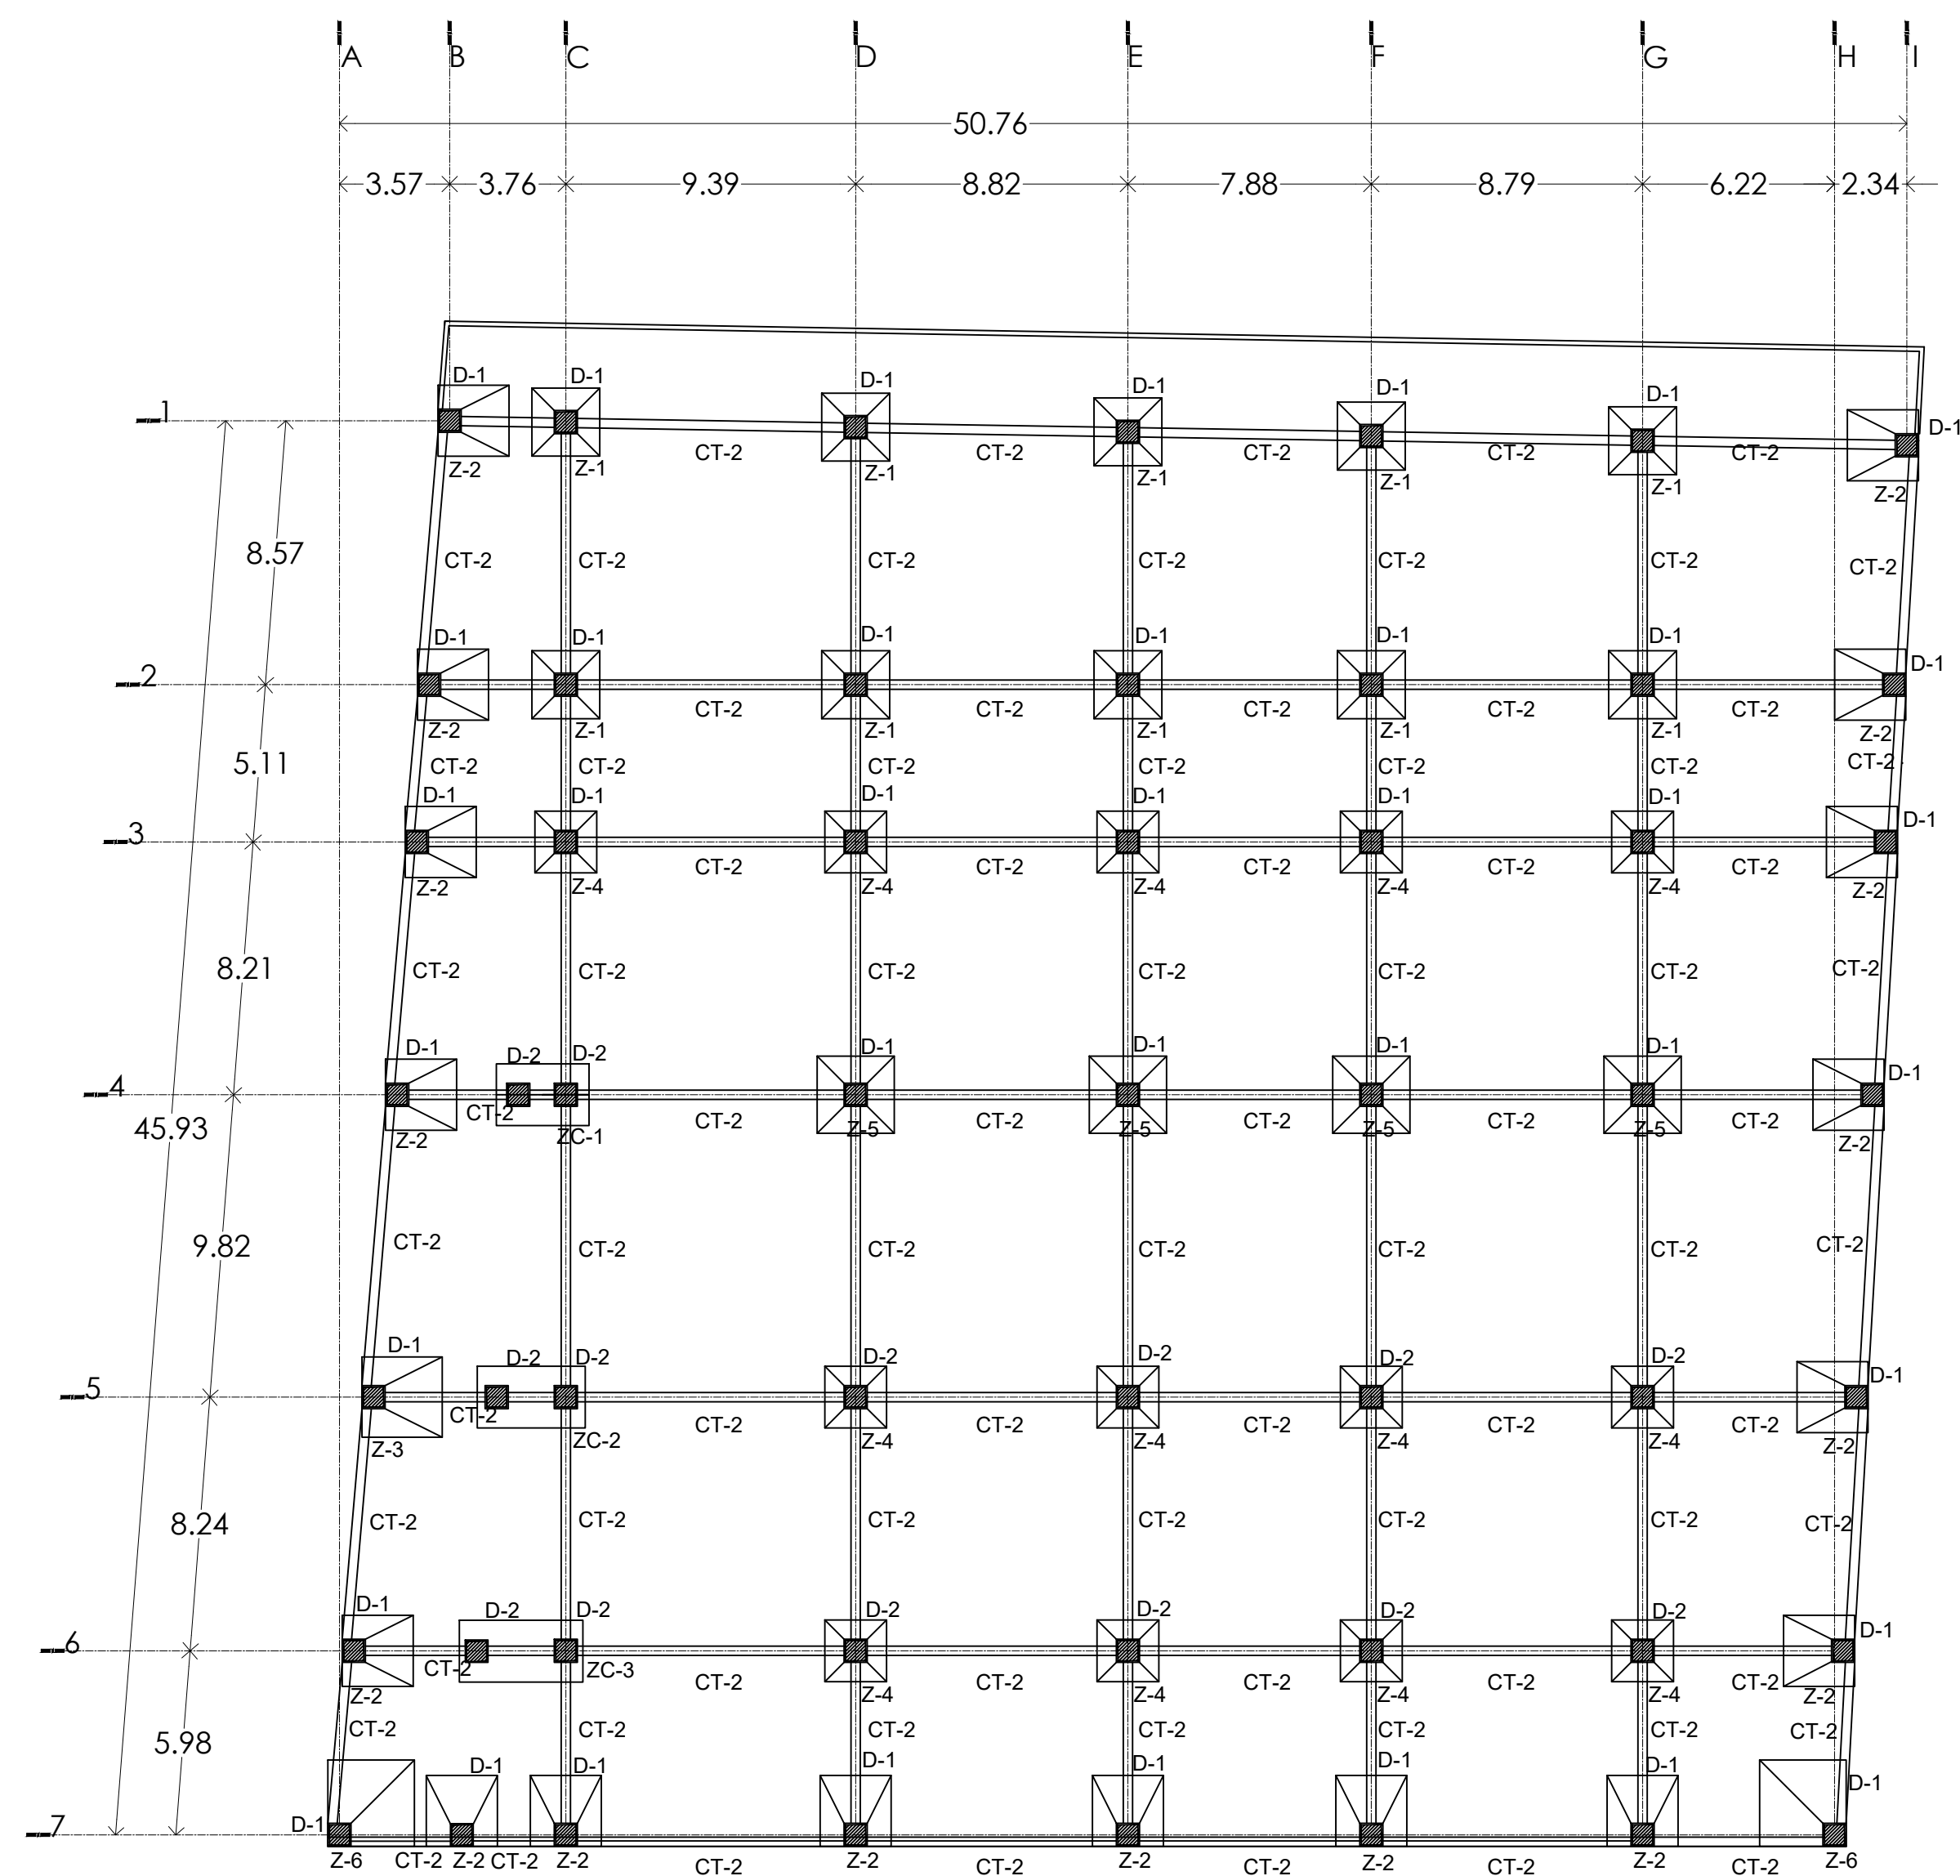 A B C D E F G H I
50.76
3.57 3.76 9.39 8.82 7.88 8.79 6.22 2.34
D-1 D-1 D-1 D-1 D-1 D-1 D-1
1
Z-2 Z-1 CT-2 Z-1 CT-2 Z-1 CT-2 Z-1 CT-2 Z-1 CT-2 Z-2
8.57
CT-2 CT-2 CT-2 CT-2 CT-2 CT-2 CT-2
D-1 D-1 D-1 D-1 D-1 D-1 D-1
2
Z-2 Z-1 CT-2 Z-1 CT-2 Z-1 CT-2 Z-1 CT-2 Z-1 CT-2 Z-2
5.11
CT-2 CT-2 CT-2 CT-2 CT-2 CT-2 CT-2
D-1 D-1 D-1 D-1 D-1 D-1 D-1
3
Z-2 Z-4 CT-2 Z-4 CT-2 Z-4 CT-2 Z-4 CT-2 Z-4 CT-2 Z-2
8.21
CT-2 CT-2 CT-2 CT-2 CT-2 CT-2 CT-2
D-1 D-2 D-2 D-1 D-1 D-1 D-1 D-1
4
45.93
Z-2 CT-2 ZC-1 CT-2 Z-5 CT-2 Z-5 CT-2 Z-5 CT-2 Z-5 CT-2 Z-2
9.82
CT-2 CT-2 CT-2 CT-2 CT-2 CT-2 CT-2
D-1 D-2 D-2 D-2 D-2 D-2 D-2 D-1
5
Z-3 CT-2 ZC-2 CT-2 Z-4 CT-2 Z-4 CT-2 Z-4 CT-2 Z-4 CT-2 Z-2
8.24
CT-2 CT-2 CT-2 CT-2 CT-2 CT-2 CT-2
D-1 D-2 D-2 D-2 D-2 D-2 D-2 D-1
6
Z-2 CT-2 ZC-3 CT-2 Z-4 CT-2 Z-4 CT-2 Z-4 CT-2 Z-4 CT-2 Z-2
5.98
CT-2 CT-2 CT-2 CT-2 CT-2 CT-2 CT-2
D-1 D-1 D-1 D-1 D-1 D-1 D-1
7 D-1
Z-6 CT-2 Z-2 CT-2 Z-2 CT-2 Z-2 CT-2 Z-2 CT-2 Z-2 CT-2 Z-2 CT-2 Z-6